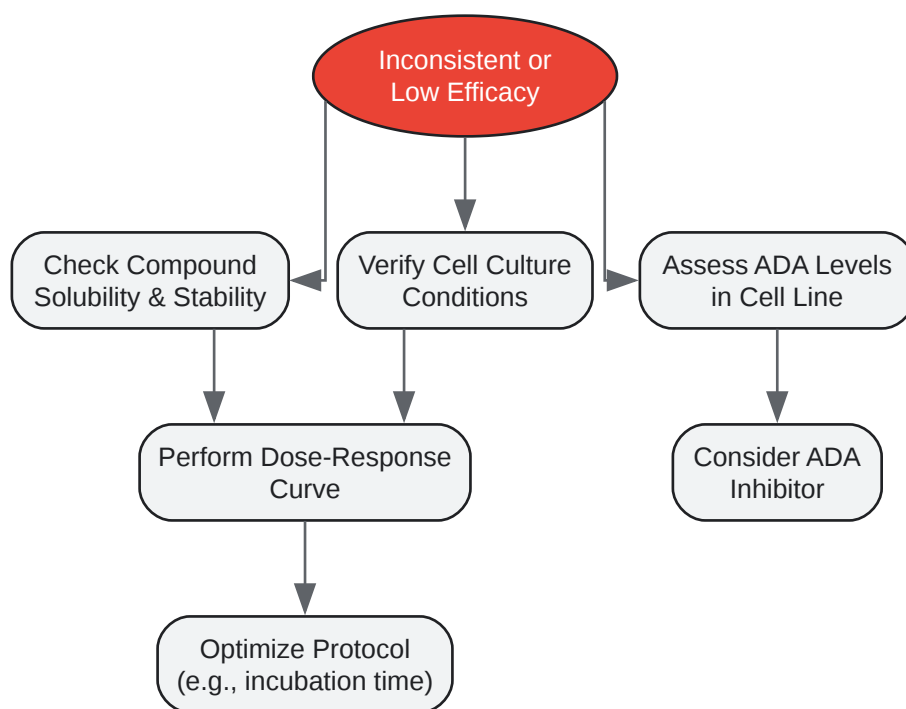 Inconsistent or
Low Efficacy
Check Compound
Solubility & Stability
Verify Cell Culture
Conditions
Assess ADA Levels
in Cell Line
Perform Dose-Response
Curve
Consider ADA
Inhibitor
Optimize Protocol
(e.g., incubation time)